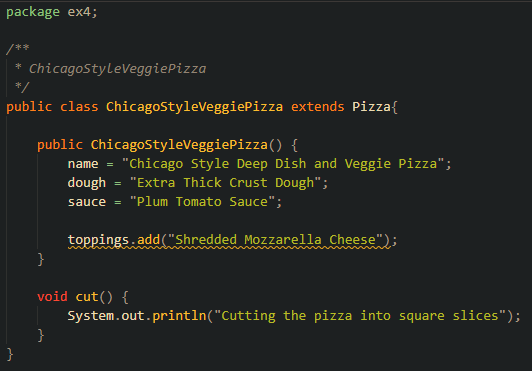 package ex4;
/**
 * ChicagoStyleVeggiePizza
 */
public class ChicagoStyleVeggiePizza extends Pizza{
    public ChicagoStyleVeggiePizza() {
        name = "Chicago Style Deep Dish and Veggie Pizza";
        dough = "Extra Thick Crust Dough";
        sauce = "Plum Tomato Sauce";
        toppings.add("Shredded Mozzarella Cheese");
    }
    void cut() {
        System.out.println("Cutting the pizza into square slices");
    }
}